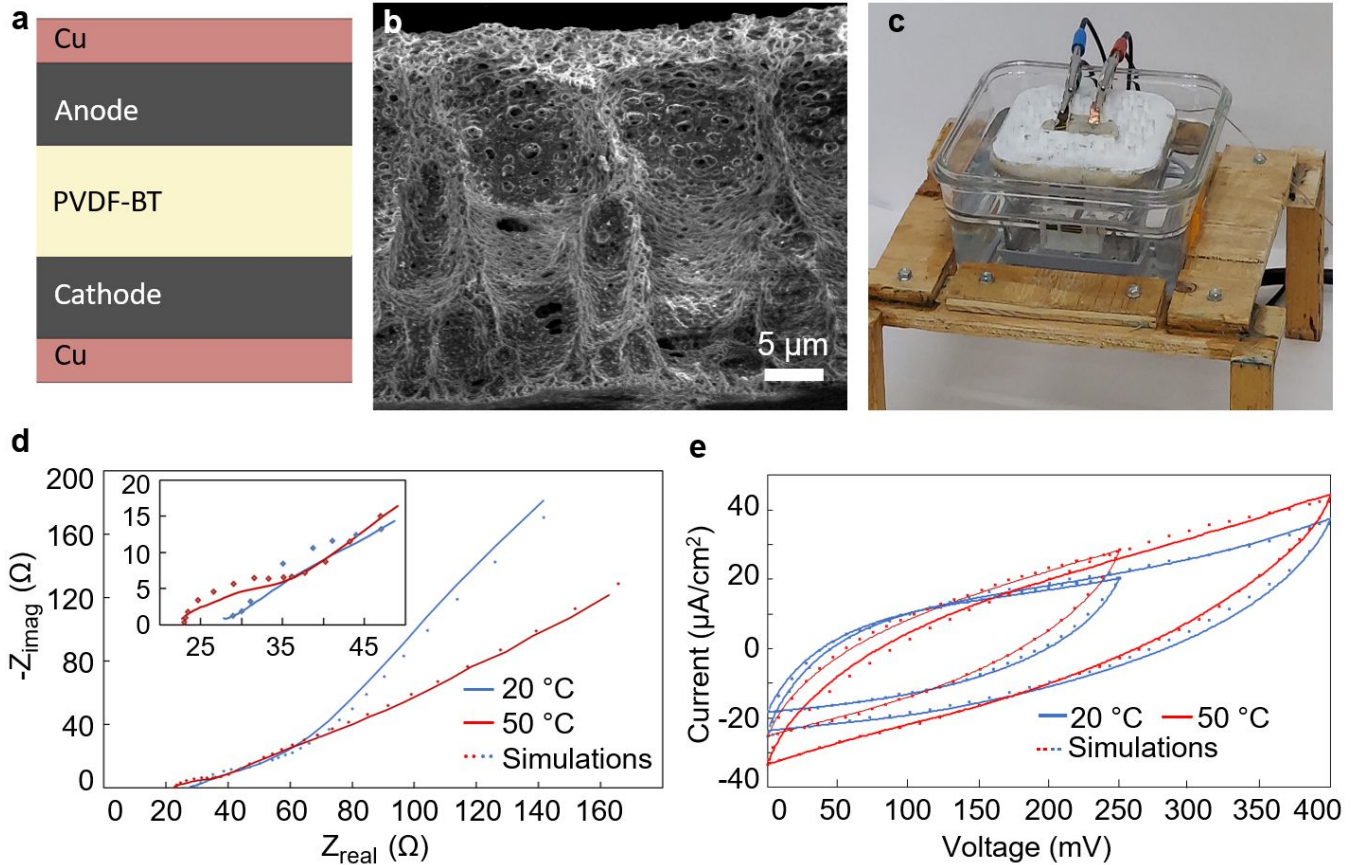 a
Cu
Anode
PVDF-BT
Cathode
Cu
b
5 µm
c
d
200
160
120
80
40
0
-Zimag (Ω)
20
15
10
5
0
25 35 45
20 °C
50 °C
Simulations
0 20 40 60 80 100 120 140 160
Zreal (Ω)
e
40
20
0
-20
-40
Current (µA/cm²)
20 °C 50 °C
Simulations
0 50 100 150 200 250 300 350 400
Voltage (mV)